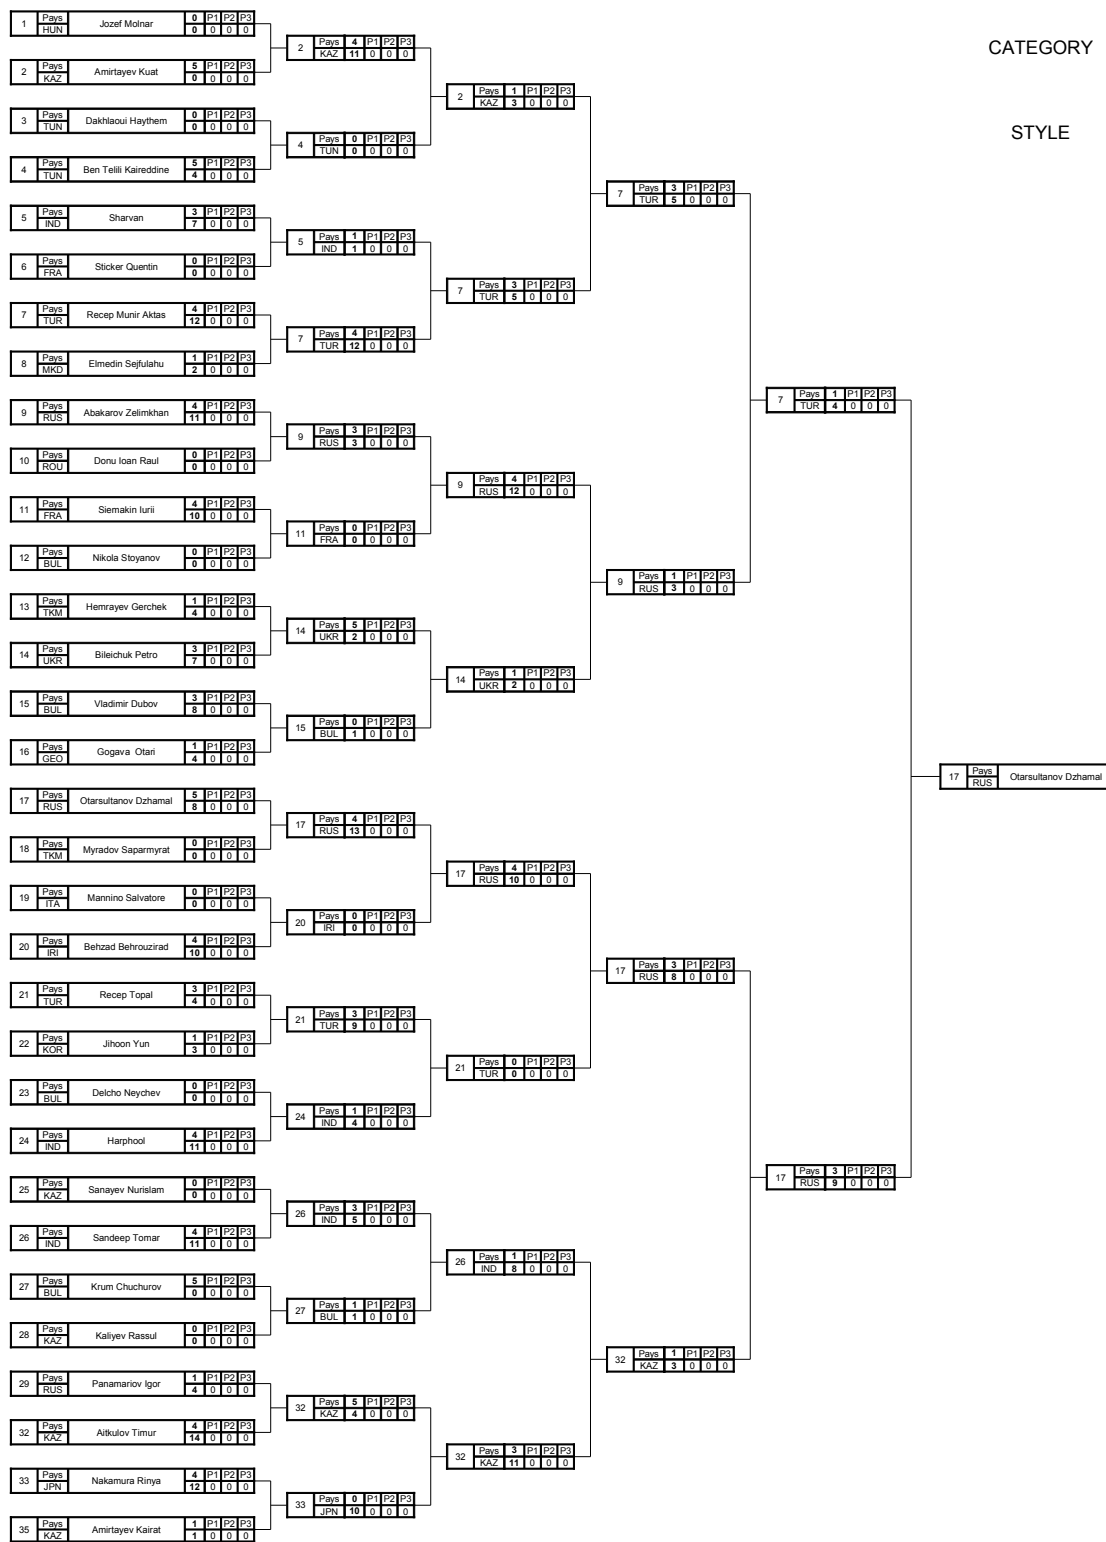 CATEGORY
STYLE
1 Pays HUN Jozef Molnar 0 P1 P2 P3 0 0 0 0
2 Pays KAZ Amirtayev Kuat 5 P1 P2 P3 0 0 0 0
3 Pays TUN Dakhlaoui Haythem 0 P1 P2 P3 0 0 0 0
4 Pays TUN Ben Telili Kaireddine 5 P1 P2 P3 4 0 0 0
5 Pays IND Sharvan 3 P1 P2 P3 7 0 0 0
6 Pays FRA Sticker Quentin 0 P1 P2 P3 0 0 0 0
7 Pays TUR Recep Munir Aktas 4 P1 P2 P3 12 0 0 0
8 Pays MKD Elmedin Sejfulahu 1 P1 P2 P3 2 0 0 0
9 Pays RUS Abakarov Zelimkhan 4 P1 P2 P3 11 0 0 0
10 Pays ROU Donu Ioan Raul 0 P1 P2 P3 0 0 0 0
11 Pays FRA Siemakin Iurii 4 P1 P2 P3 10 0 0 0
12 Pays BUL Nikola Stoyanov 0 P1 P2 P3 0 0 0 0
13 Pays TKM Hemrayev Gerchek 1 P1 P2 P3 4 0 0 0
14 Pays UKR Bileichuk Petro 3 P1 P2 P3 7 0 0 0
15 Pays BUL Vladimir Dubov 3 P1 P2 P3 8 0 0 0
16 Pays GEO Gogava Otari 1 P1 P2 P3 4 0 0 0
17 Pays RUS Otarsultanov Dzhamal 5 P1 P2 P3 8 0 0 0
18 Pays TKM Myradov Saparmyrat 0 P1 P2 P3 0 0 0 0
19 Pays ITA Mannino Salvatore 0 P1 P2 P3 0 0 0 0
20 Pays IRI Behzad Behrouzirad 4 P1 P2 P3 10 0 0 0
21 Pays TUR Recep Topal 3 P1 P2 P3 4 0 0 0
22 Pays KOR Jihoon Yun 1 P1 P2 P3 3 0 0 0
23 Pays BUL Delcho Neychev 0 P1 P2 P3 0 0 0 0
24 Pays IND Harphool 4 P1 P2 P3 11 0 0 0
25 Pays KAZ Sanayev Nurislam 0 P1 P2 P3 0 0 0 0
26 Pays IND Sandeep Tomar 4 P1 P2 P3 11 0 0 0
27 Pays BUL Krum Chuchurov 5 P1 P2 P3 0 0 0 0
28 Pays KAZ Kaliyev Rassul 0 P1 P2 P3 0 0 0 0
29 Pays RUS Panamariov Igor 1 P1 P2 P3 4 0 0 0
32 Pays KAZ Aitkulov Timur 4 P1 P2 P3 14 0 0 0
33 Pays JPN Nakamura Rinya 4 P1 P2 P3 12 0 0 0
35 Pays KAZ Amirtayev Kairat 1 P1 P2 P3 1 0 0 0
2 Pays KAZ 4 P1 P2 P3 11 0 0 0
4 Pays TUN 0 P1 P2 P3 0 0 0 0
5 Pays IND 1 P1 P2 P3 1 0 0 0
7 Pays TUR 4 P1 P2 P3 12 0 0 0
9 Pays RUS 3 P1 P2 P3 3 0 0 0
11 Pays FRA 0 P1 P2 P3 0 0 0 0
14 Pays UKR 5 P1 P2 P3 2 0 0 0
15 Pays BUL 0 P1 P2 P3 1 0 0 0
17 Pays RUS 4 P1 P2 P3 13 0 0 0
20 Pays IRI 0 P1 P2 P3 0 0 0 0
21 Pays TUR 3 P1 P2 P3 9 0 0 0
24 Pays IND 1 P1 P2 P3 4 0 0 0
26 Pays IND 3 P1 P2 P3 5 0 0 0
27 Pays BUL 1 P1 P2 P3 1 0 0 0
32 Pays KAZ 5 P1 P2 P3 4 0 0 0
33 Pays JPN 0 P1 P2 P3 10 0 0 0
2 Pays KAZ 1 P1 P2 P3 3 0 0 0
7 Pays TUR 3 P1 P2 P3 5 0 0 0
9 Pays RUS 4 P1 P2 P3 12 0 0 0
14 Pays UKR 1 P1 P2 P3 2 0 0 0
17 Pays RUS 4 P1 P2 P3 10 0 0 0
21 Pays TUR 0 P1 P2 P3 0 0 0 0
26 Pays IND 1 P1 P2 P3 8 0 0 0
32 Pays KAZ 3 P1 P2 P3 11 0 0 0
7 Pays TUR 3 P1 P2 P3 5 0 0 0
9 Pays RUS 1 P1 P2 P3 3 0 0 0
17 Pays RUS 3 P1 P2 P3 8 0 0 0
32 Pays KAZ 1 P1 P2 P3 3 0 0 0
7 Pays TUR 1 P1 P2 P3 4 0 0 0
17 Pays RUS 3 P1 P2 P3 9 0 0 0
17 Pays RUS Otarsultanov Dzhamal